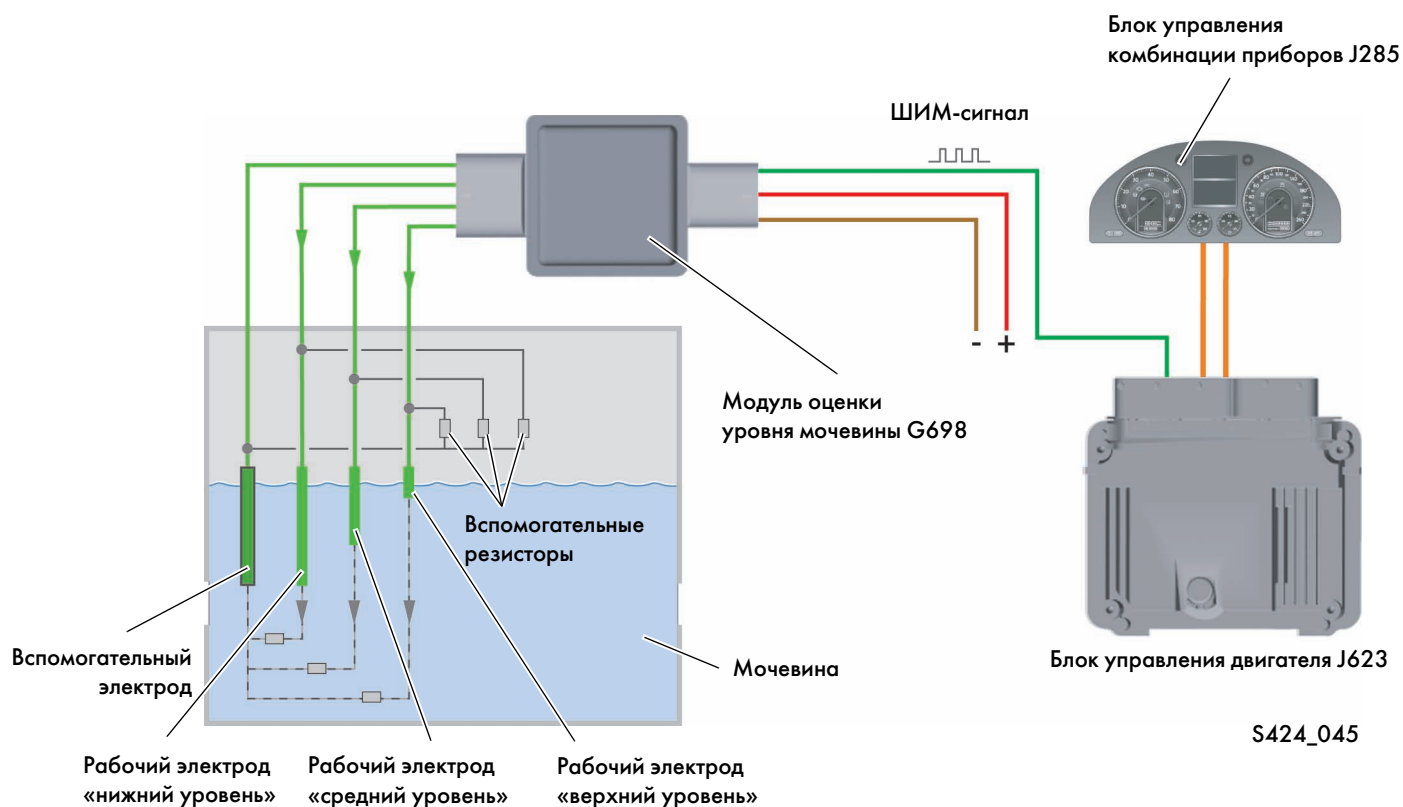 Блок управления
комбинации приборов J285
ШИМ-сигнал
- +
Модуль оценки
уровня мочевины G698
Вспомогательные
резисторы
Вспомогательный
электрод
Мочевина
Блок управления двигателя J623
S424_045
Рабочий электрод
«нижний уровень»
Рабочий электрод
«средний уровень»
Рабочий электрод
«верхний уровень»